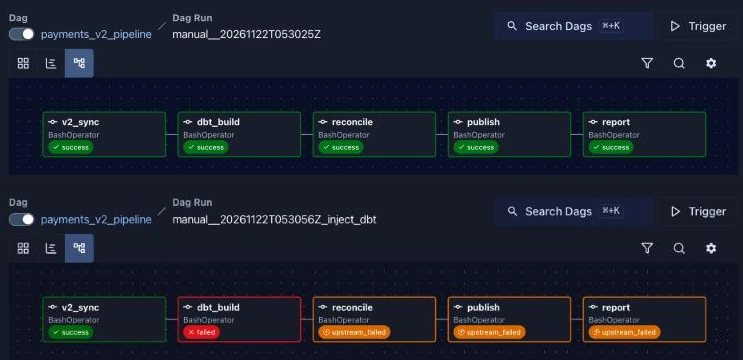 Dag
Dag Run
Search Dags ⌘+K
Trigger
payments_v2_pipeline / manual__20261122T053025Z
v2_sync
BashOperator
success
dbt_build
BashOperator
success
reconcile
BashOperator
success
publish
BashOperator
success
report
BashOperator
success
Dag
Dag Run
Search Dags ⌘+K
Trigger
payments_v2_pipeline / manual__20261122T053056Z_inject_dbt
v2_sync
BashOperator
success
dbt_build
BashOperator
failed
reconcile
BashOperator
upstream_failed
publish
BashOperator
upstream_failed
report
BashOperator
upstream_failed